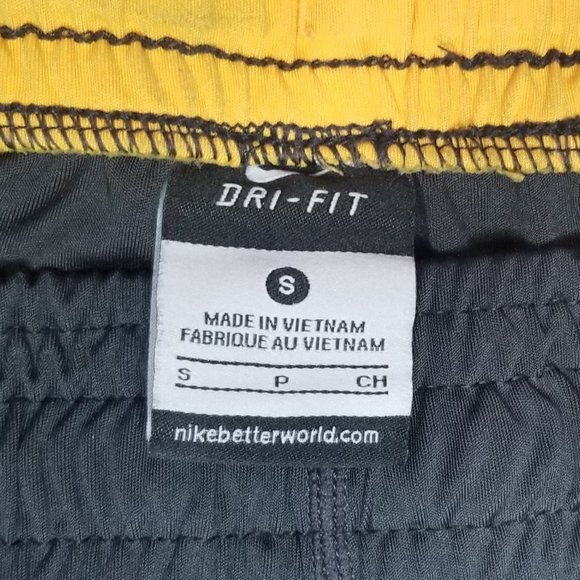 DRI-FIT
S
MADE IN VIETNAM
FABRIQUE AU VIETNAM
S P CH
nikebetterworld.com